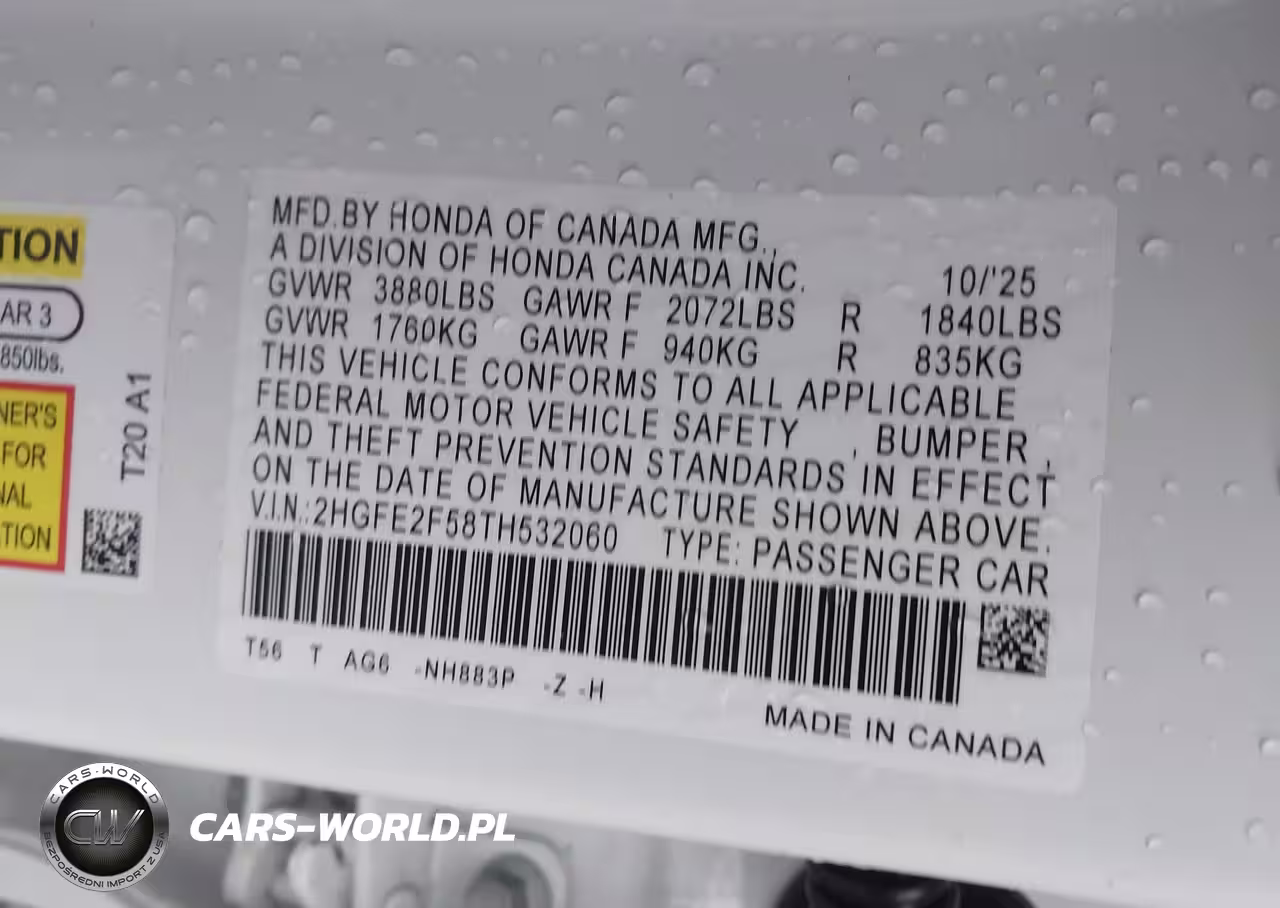 TION
AR 3
850lbs.
NER'S
FOR
NAL
TION
T20 A1
MFD.BY HONDA OF CANADA MFG.,
A DIVISION OF HONDA CANADA INC. 10/'25
GVWR 3880LBS GAWR F 2072LBS R 1840LBS
GVWR 1760KG GAWR F 940KG R 835KG
THIS VEHICLE CONFORMS TO ALL APPLICABLE
FEDERAL MOTOR VEHICLE SAFETY , BUMPER ,
AND THEFT PREVENTION STANDARDS IN EFFECT
ON THE DATE OF MANUFACTURE SHOWN ABOVE.
V.I.N.:2HGFE2F58TH532060 TYPE: PASSENGER CAR
T56 T AG6 -NH883P -Z -H
MADE IN CANADA
CARS-WORLD
CW
BEZPOŚREDNI IMPORT Z USA
CARS-WORLD.PL